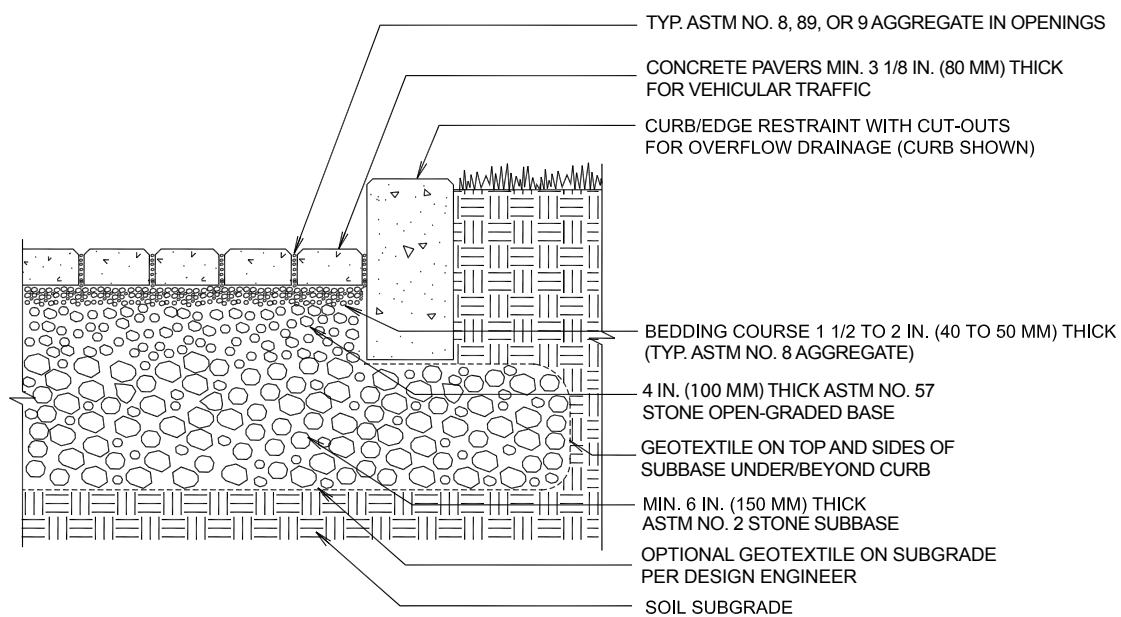 TYP. ASTM NO. 8, 89, OR 9 AGGREGATE IN OPENINGS
CONCRETE PAVERS MIN. 3 1/8 IN. (80 MM) THICK
FOR VEHICULAR TRAFFIC
CURB/EDGE RESTRAINT WITH CUT-OUTS
FOR OVERFLOW DRAINAGE (CURB SHOWN)
BEDDING COURSE 1 1/2 TO 2 IN. (40 TO 50 MM) THICK
(TYP. ASTM NO. 8 AGGREGATE)
4 IN. (100 MM) THICK ASTM NO. 57
STONE OPEN-GRADED BASE
GEOTEXTILE ON TOP AND SIDES OF
SUBBASE UNDER/BEYOND CURB
MIN. 6 IN. (150 MM) THICK
ASTM NO. 2 STONE SUBBASE
OPTIONAL GEOTEXTILE ON SUBGRADE
PER DESIGN ENGINEER
SOIL SUBGRADE